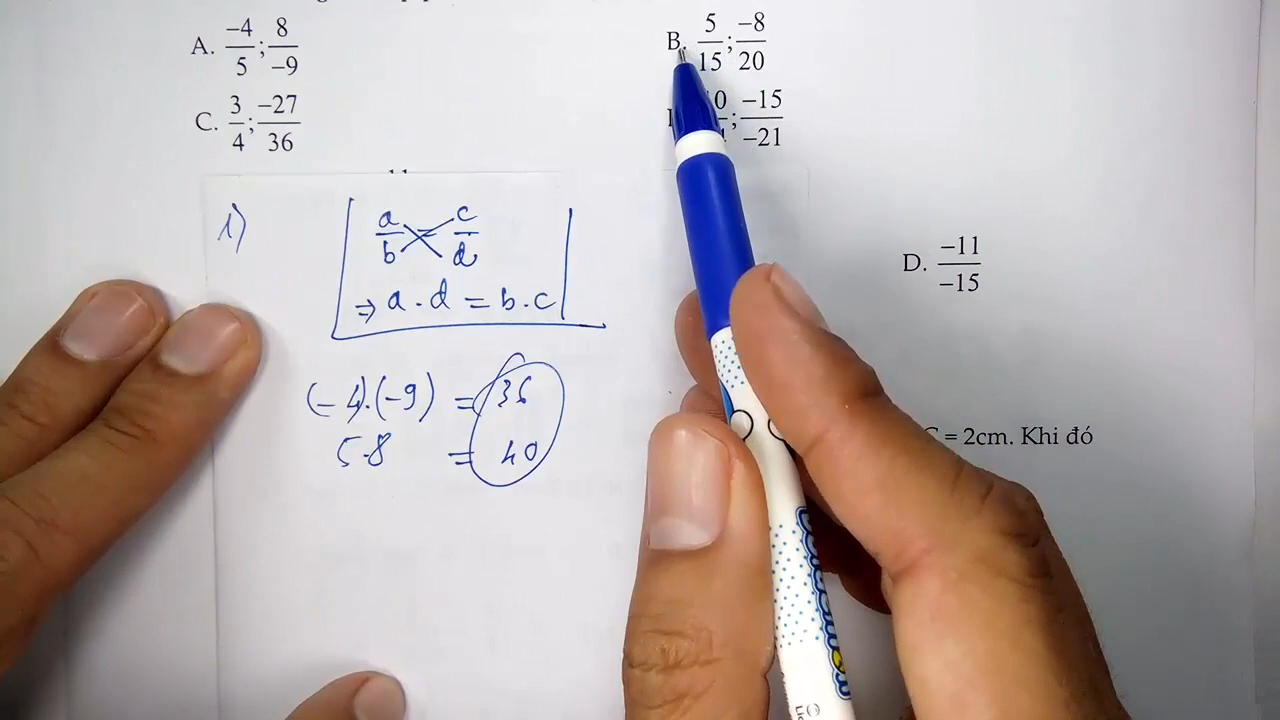 A. -4/5 ; 8/-9
B. 5/15 ; -8/20
C. 3/4 ; -27/36
0 ; -15/-21
1)
a/b = c/d
⇒ a . d = b . c
D. -11/-15
(-4).(-9) = 36
5.8 = 40
= 2cm. Khi đó